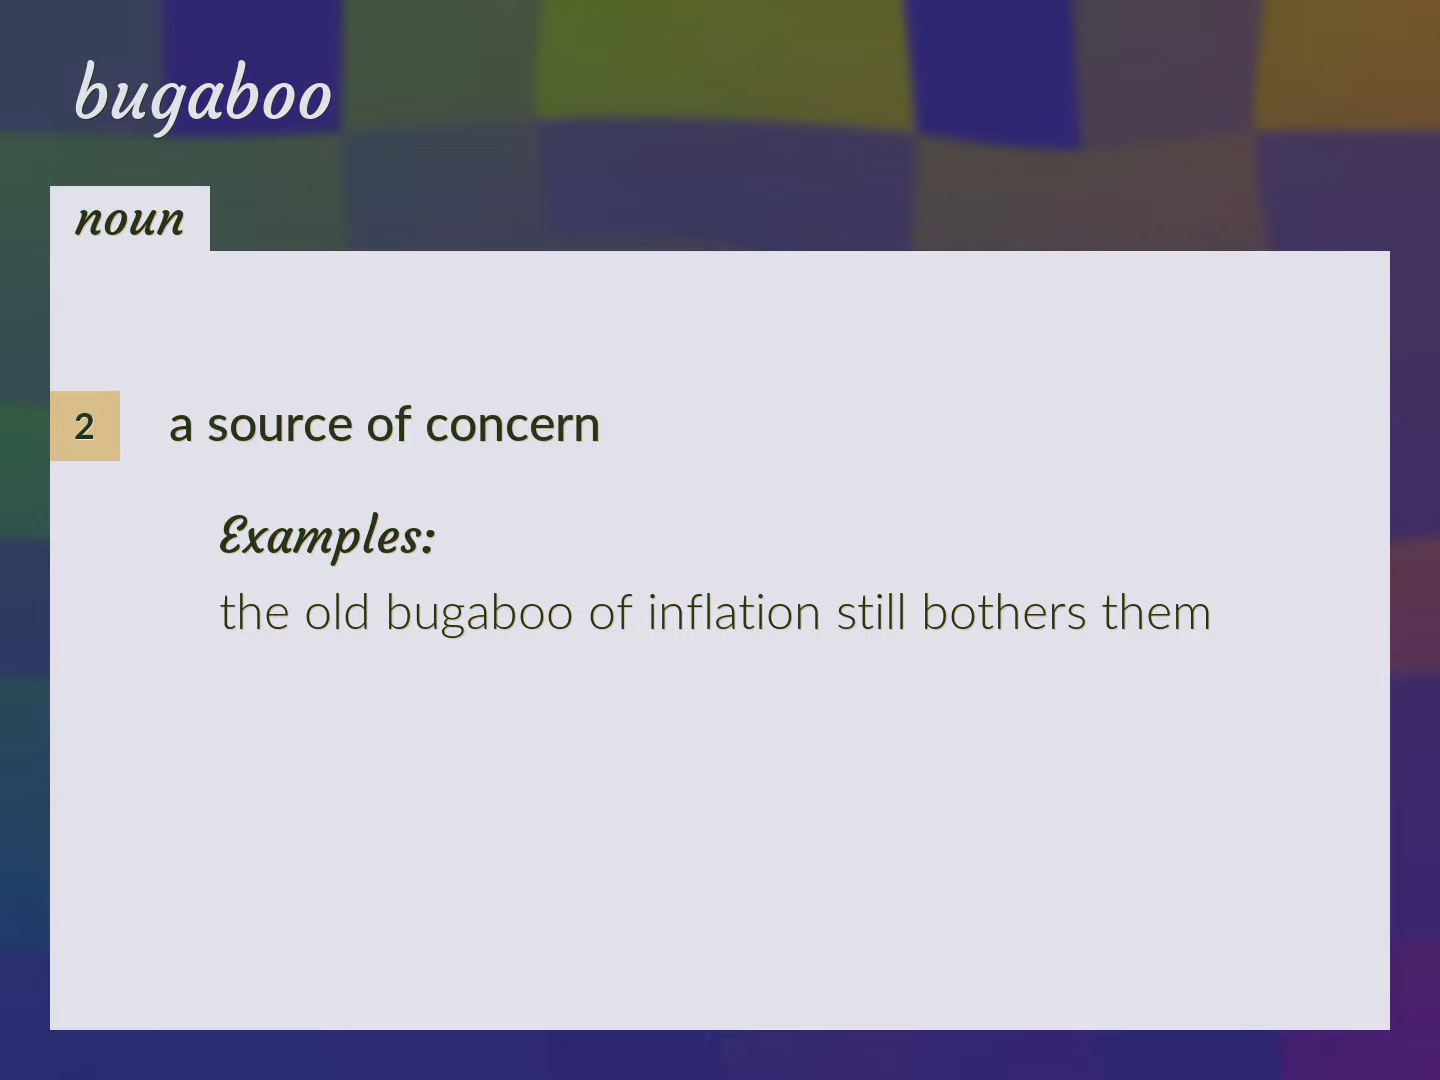 bugaboo
noun
2 a source of concern
Examples:
the old bugaboo of inflation still bothers them